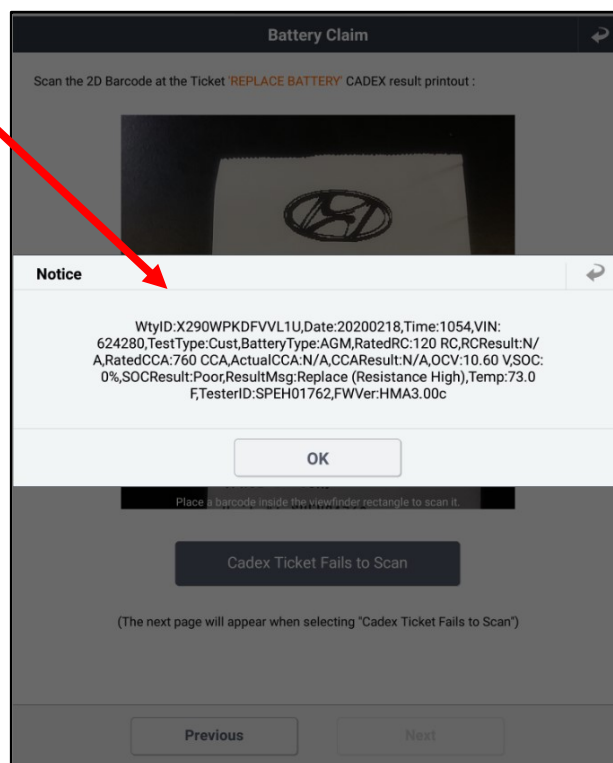 Battery Claim
Scan the 2D Barcode at the Ticket 'REPLACE BATTERY' CADEX result printout :
Notice
WtyID:X290WPKDFVVL1U,Date:20200218,Time:1054,VIN:
624280,TestType:Cust,BatteryType:AGM,RatedRC:120 RC,RCResult:N/
A,RatedCCA:760 CCA,ActualCCA:N/A,CCAResult:N/A,OCV:10.60 V,SOC:
0%,SOCResult:Poor,ResultMsg:Replace (Resistance High),Temp:73.0
F,TesterID:SPEH01762,FWVer:HMA3.00c
OK
Place a barcode inside the viewfinder rectangle to scan it.
Cadex Ticket Fails to Scan
(The next page will appear when selecting "Cadex Ticket Fails to Scan")
Previous
Next